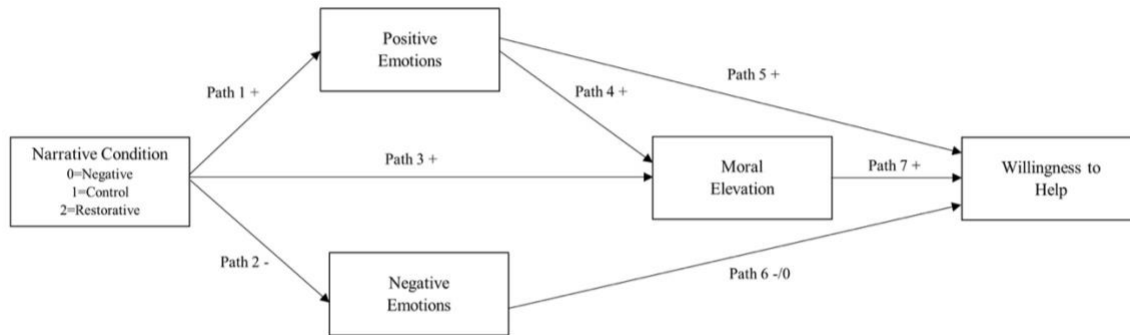 Positive
Emotions
Path 5 +
Path 1 +
Path 4 +
Narrative Condition
0=Negative
1=Control
2=Restorative
Path 3 +
Moral
Elevation
Path 7 +
Willingness to
Help
Path 2 -
Negative
Emotions
Path 6 -/0